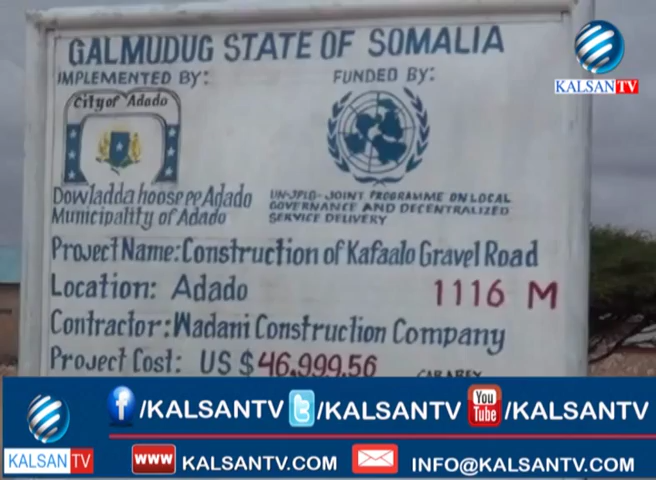 GALMUDUG STATE OF SOMALIA
IMPLEMENTED BY:
FUNDED BY:
City of Adado
Dowladda hoose ee Adado
Municipality of Adado
UN-JPLG-JOINT PROGRAMME ON LOCAL
GOVERNANCE AND DECENTRALIZED
SERVICE DELIVERY
Project Name: Construction of Kafaalo Gravel Road
Location: Adado 1116 M
Contractor: Wadani Construction Company
Project Cost: US $46,999.56
KALSAN TV
/KALSANTV /KALSANTV You Tube /KALSANTV
KALSAN TV
www KALSANTV.COM INFO@KALSANTV.COM